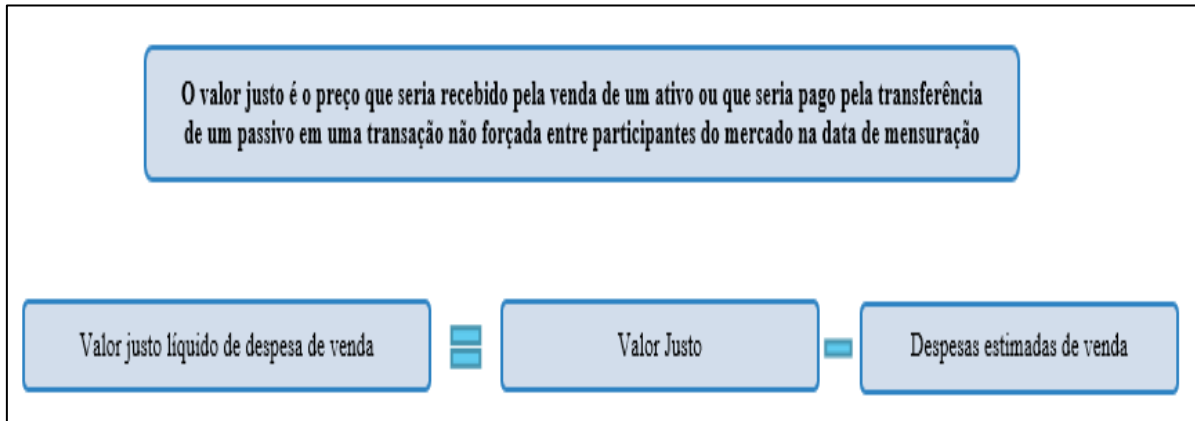 O valor justo é o preço que seria recebido pela venda de um ativo ou que seria pago pela transferência
de um passivo em uma transação não forçada entre participantes do mercado na data de mensuração
Valor justo líquido de despesa de venda = Valor Justo - Despesas estimadas de venda